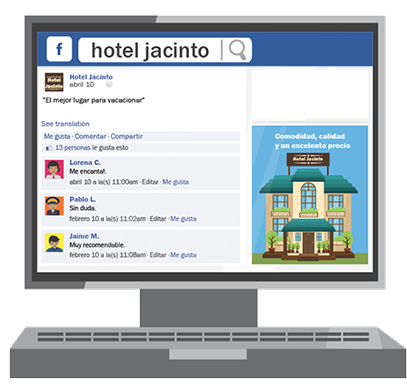 f
hotel jacinto
Hotel Jacinto
Hotel Jacinto
abril 10
"El mejor lugar para vacacionar"
See translation
Me gusta · Comentar · Compartir
13 personas le gusta esto
Lorena C.
Me encanta!.
abril 10 a la(s) 11:00am · Editar · Me gusta
Pablo L.
Sin duda.
febrero 10 a la(s) 11:02am · Editar · Me gusta
Jaime M.
Muy recomendable.
febrero 10 a la(s) 11:08am · Editar · Me gusta
Comodidad, calidad
y un excelente precio
Hotel Jacinto